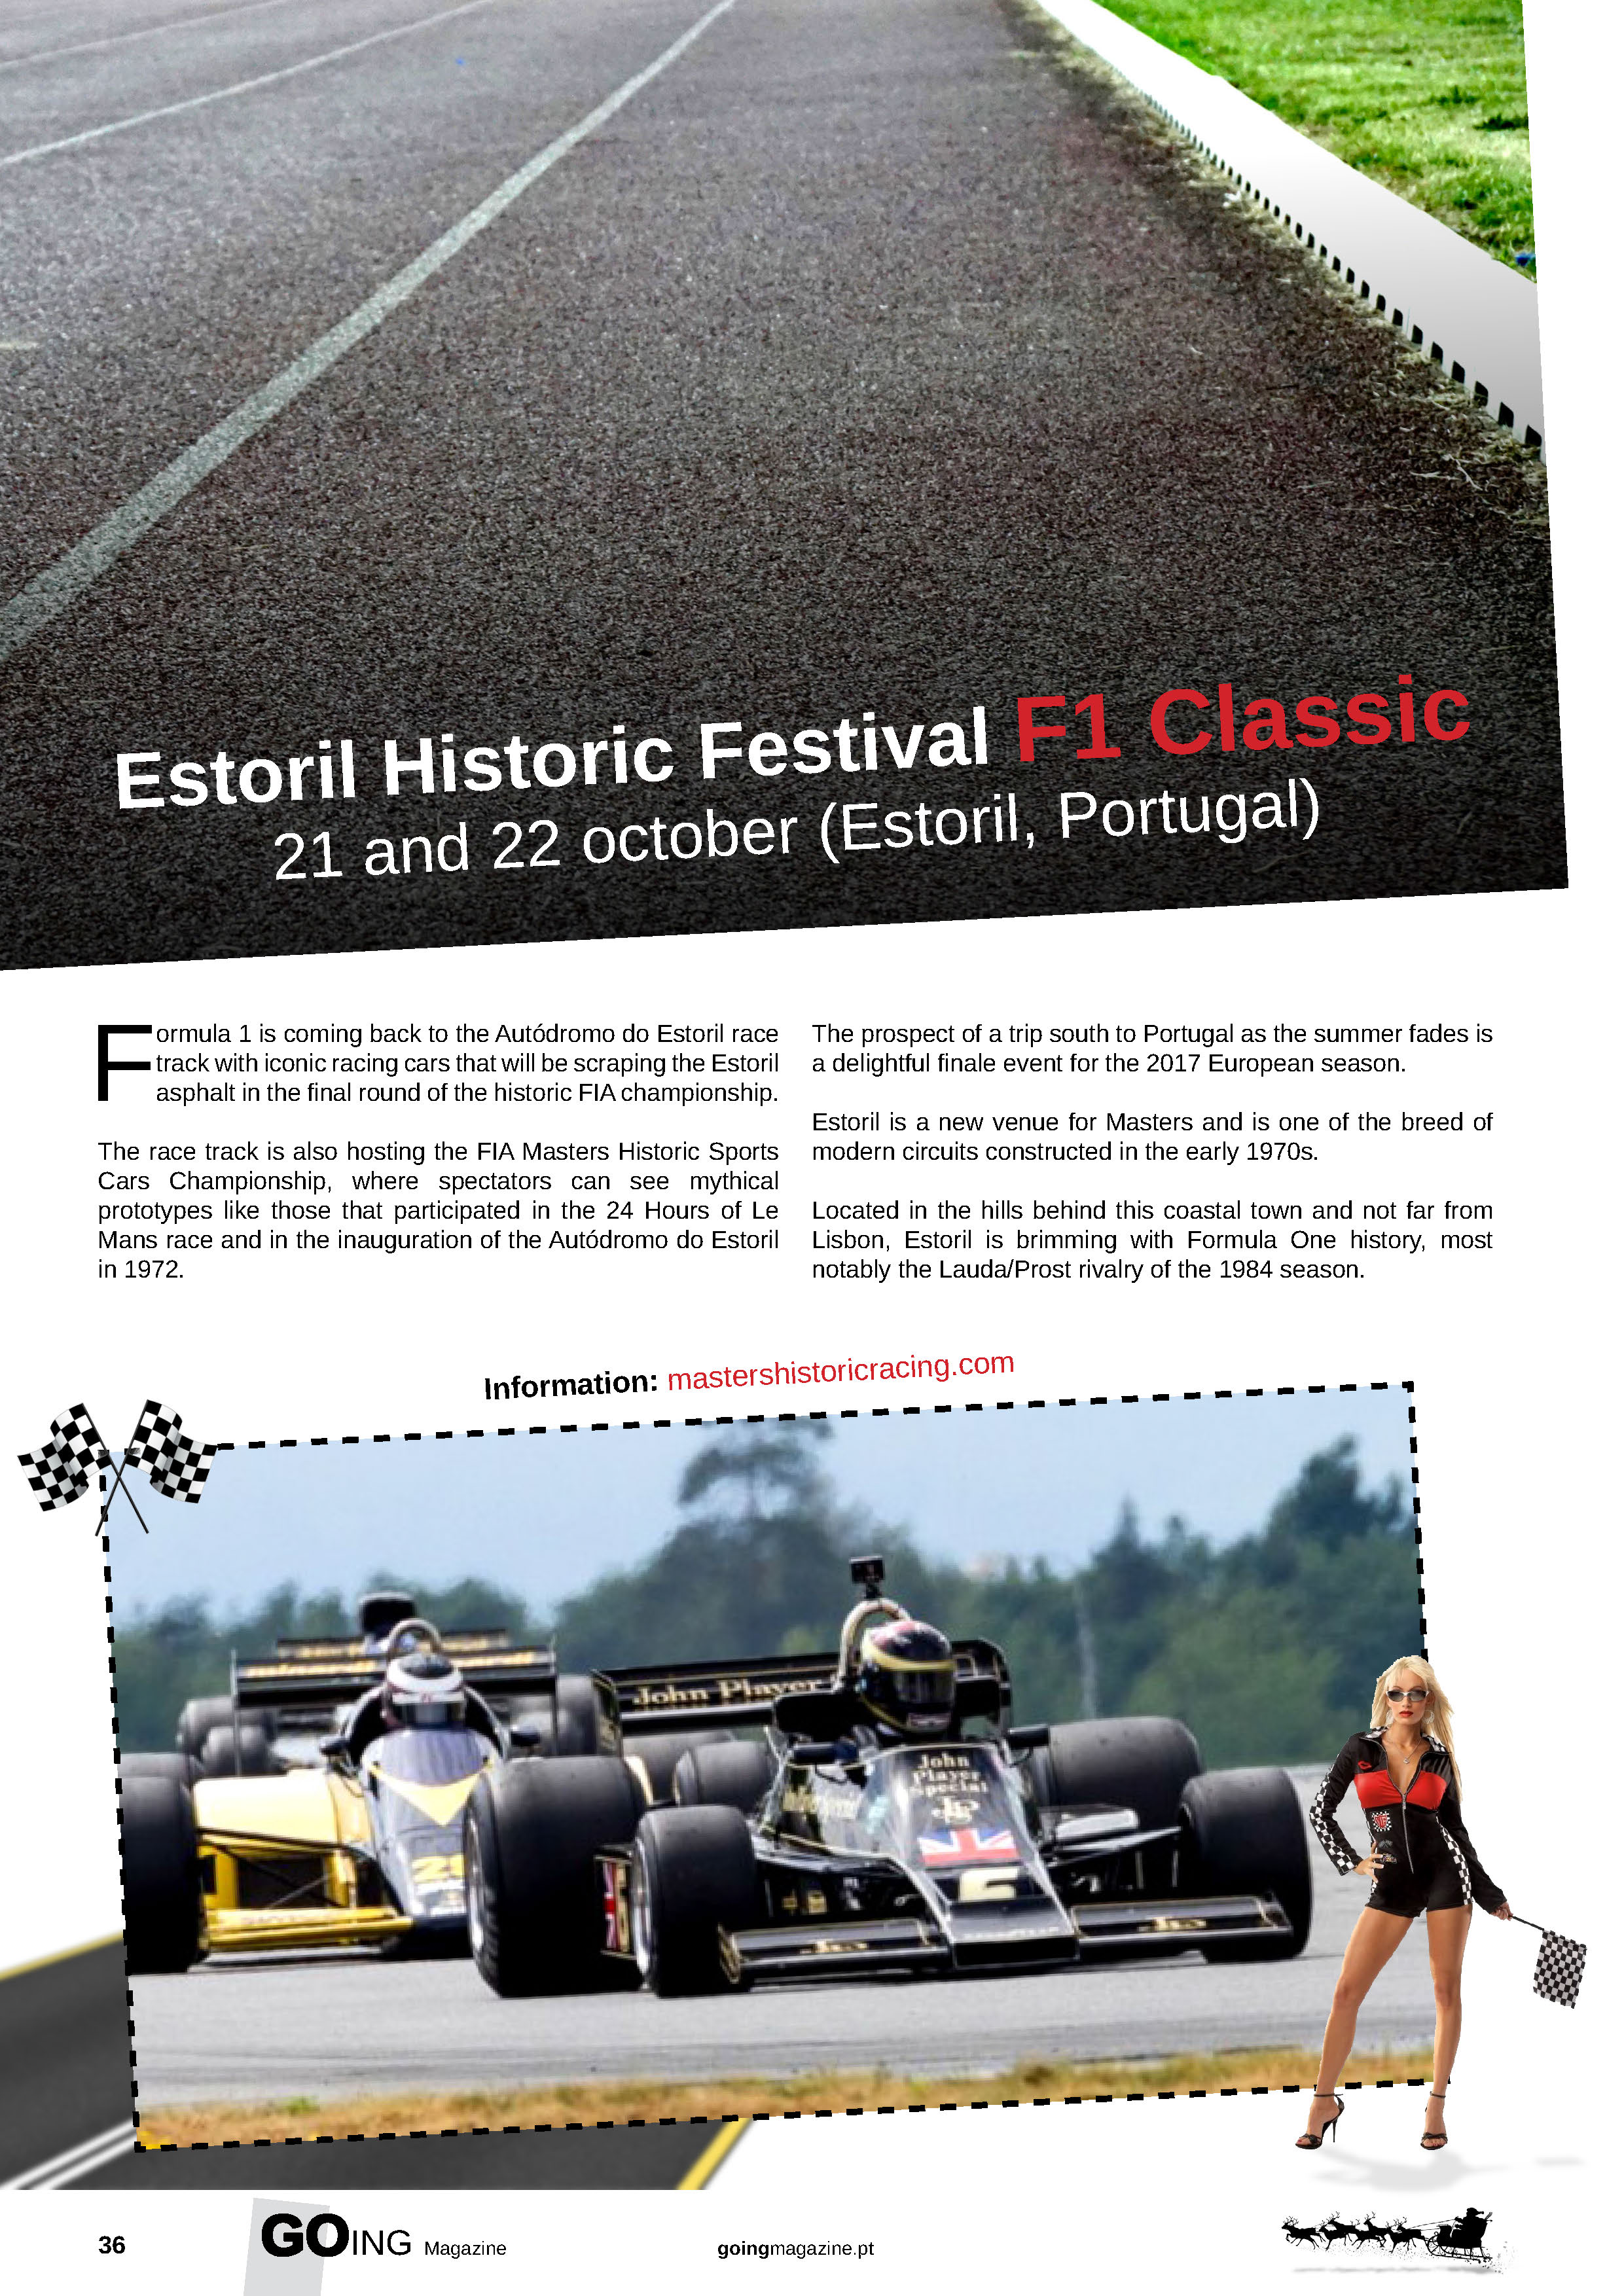 Estoril Historic Festival F1 Classic
21 and 22 october (Estoril, Portugal)
Formula 1 is coming back to the Autódromo do Estoril race
track with iconic racing cars that will be scraping the Estoril
asphalt in the final round of the historic FIA championship.
The race track is also hosting the FIA Masters Historic Sports
Cars Championship, where spectators can see mythical
prototypes like those that participated in the 24 Hours of Le
Mans race and in the inauguration of the Autódromo do Estoril
in 1972.
The prospect of a trip south to Portugal as the summer fades is
a delightful finale event for the 2017 European season.
Estoril is a new venue for Masters and is one of the breed of
modern circuits constructed in the early 1970s.
Located in the hills behind this coastal town and not far from
Lisbon, Estoril is brimming with Formula One history, most
notably the Lauda/Prost rivalry of the 1984 season.
Information: mastershistoricracing.com
John Player
John
Player
Special
36
GOING Magazine
goingmagazine.pt